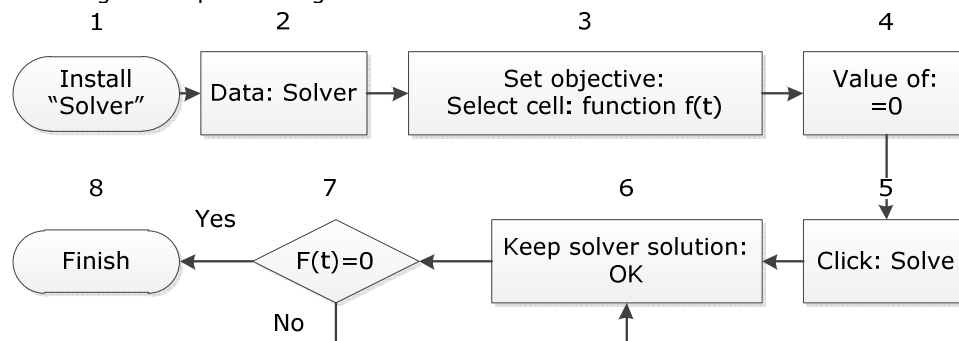 1
2
3
4
Install
“Solver”
Data: Solver
Set objective:
Select cell: function f(t)
Value of:
=0
8
7
6
5
Yes
Finish
F(t)=0
Keep solver solution:
OK
Click: Solve
No